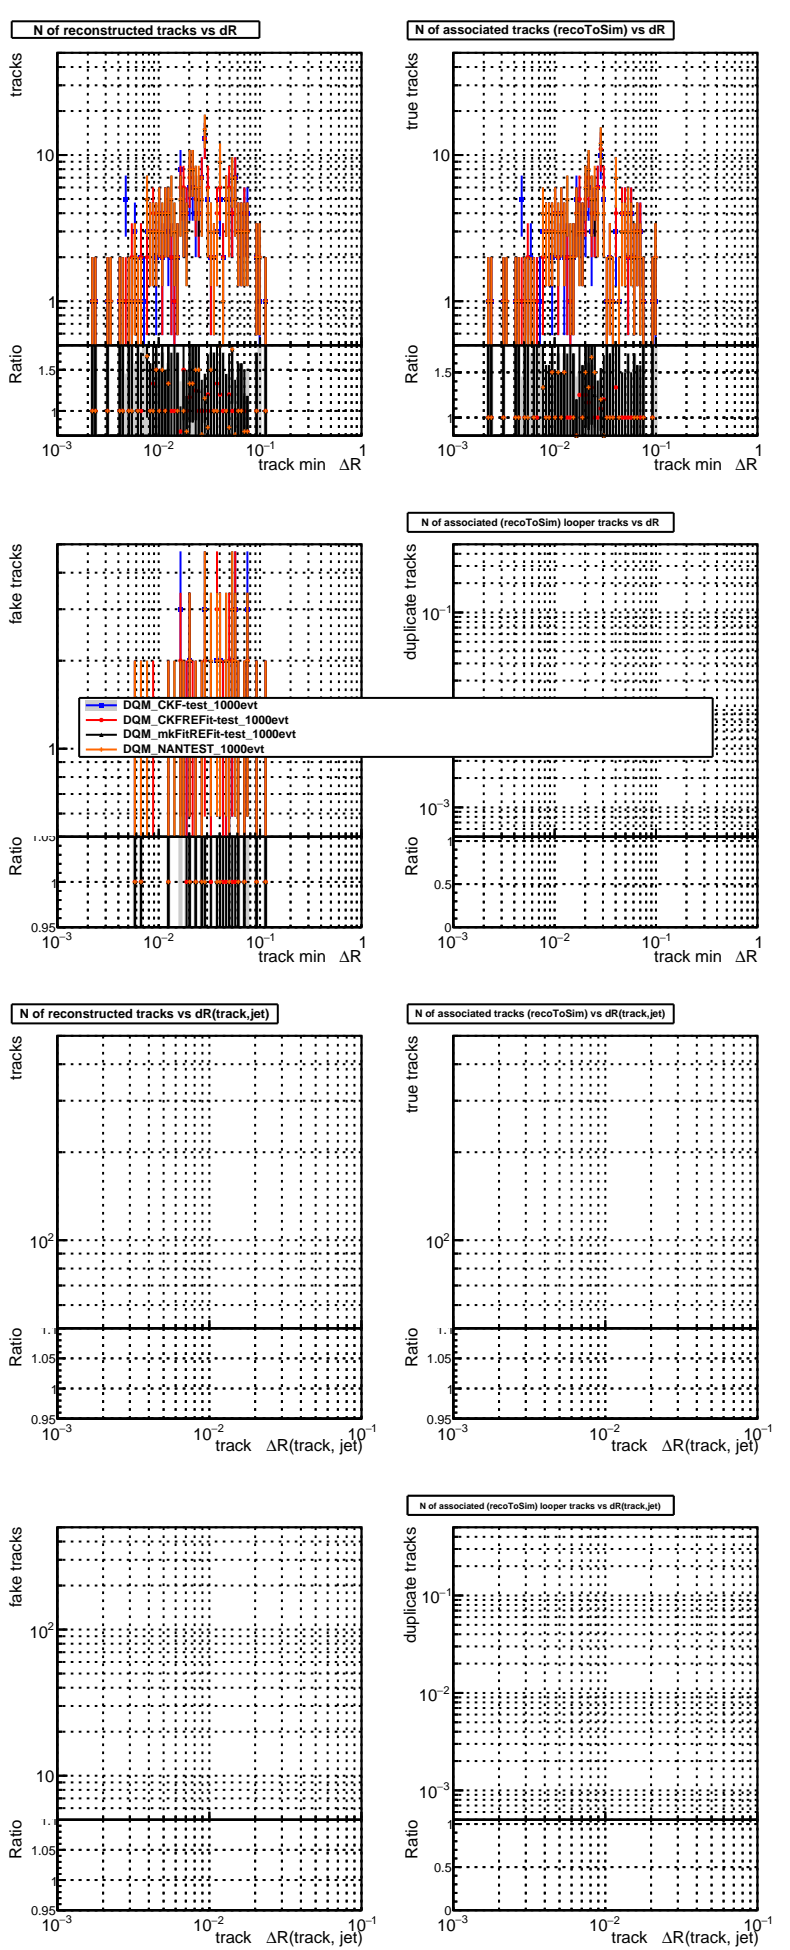 N of reconstructed tracks vs dR
tracks
10
1
Ratio
1.5
1
10⁻³ 10⁻² 10⁻¹ 1
track min ΔR
N of associated tracks (recoToSim) vs dR
true tracks
10
1
Ratio
1.5
1
10⁻³ 10⁻² 10⁻¹ 1
track min ΔR
fake tracks
1
Ratio
1.05
1
0.95
10⁻³ 10⁻² 10⁻¹ 1
track min ΔR
N of associated (recoToSim) looper tracks vs dR
duplicate tracks
10⁻¹
10⁻³
Ratio
1
0.5
0
10⁻³ 10⁻² 10⁻¹ 1
track min ΔR
DQM_CKF-test_1000evt
DQM_CKFREFit-test_1000evt
DQM_mkFitREFit-test_1000evt
DQM_NANTEST_1000evt
N of reconstructed tracks vs dR(track,jet)
tracks
10²
Ratio
1.1
1.05
1
0.95
10⁻³ 10⁻² 10⁻¹
track ΔR(track, jet)
N of associated tracks (recoToSim) vs dR(track,jet)
true tracks
10²
Ratio
1.1
1.05
1
0.95
10⁻³ 10⁻² 10⁻¹
track ΔR(track, jet)
fake tracks
10²
10
Ratio
1.1
1.05
1
0.95
10⁻³ 10⁻² 10⁻¹
track ΔR(track, jet)
N of associated (recoToSim) looper tracks vs dR(track,jet)
duplicate tracks
10⁻¹
10⁻²
10⁻³
Ratio
1
0.5
0
10⁻³ 10⁻² 10⁻¹
track ΔR(track, jet)